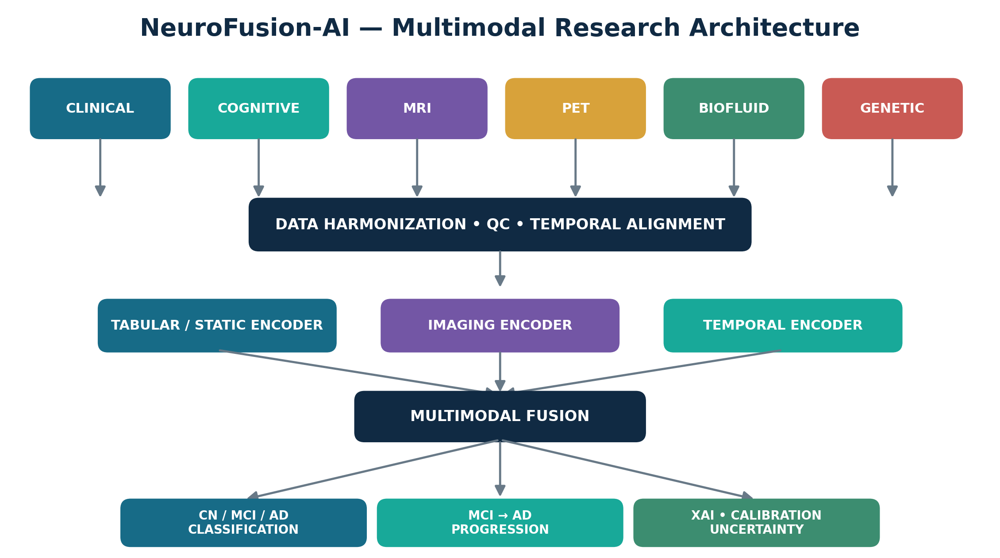 NeuroFusion-AI — Multimodal Research Architecture
CLINICAL
COGNITIVE
MRI
PET
BIOFLUID
GENETIC
DATA HARMONIZATION • QC • TEMPORAL ALIGNMENT
TABULAR / STATIC ENCODER
IMAGING ENCODER
TEMPORAL ENCODER
MULTIMODAL FUSION
CN / MCI / AD
CLASSIFICATION
MCI → AD
PROGRESSION
XAI • CALIBRATION
UNCERTAINTY